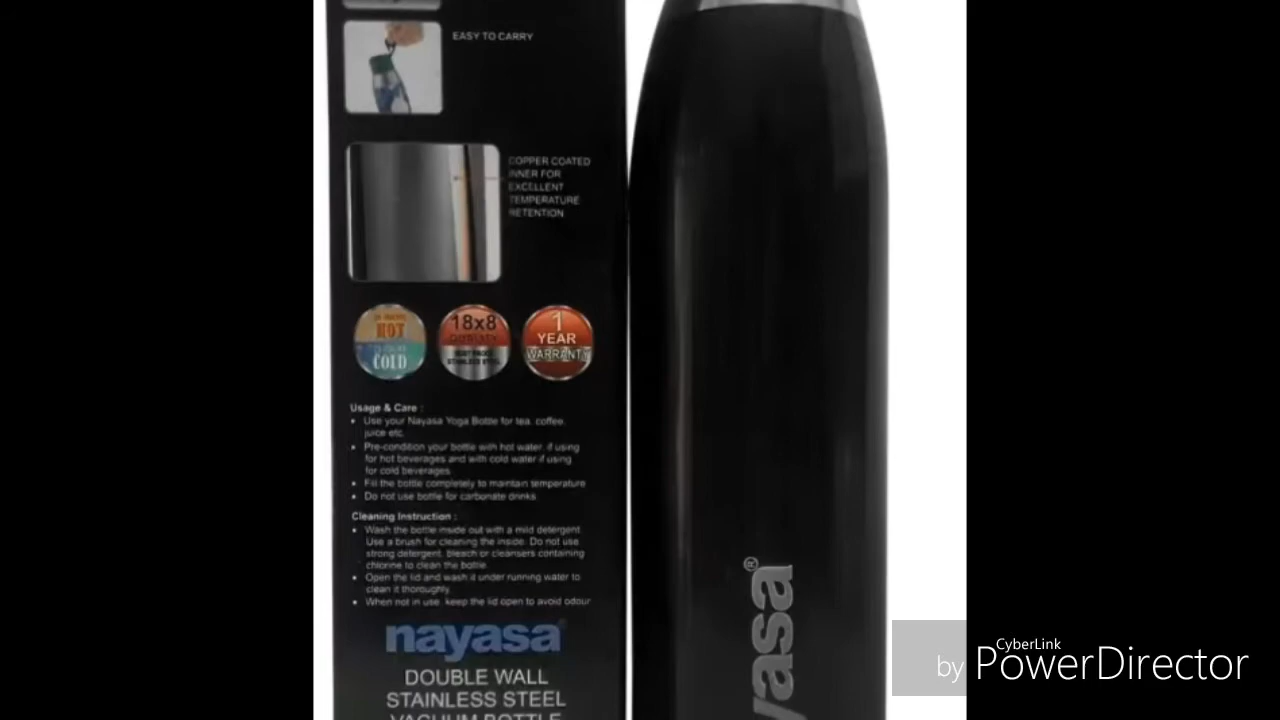 EASY TO CARRY
COPPER COATED
INNER FOR
EXCELLENT
TEMPERATURE
RETENTION
HOT
COLD
18x8
STAINLESS STEEL
1
YEAR
WARRANTY
Usage & Care :
• Use your Nayasa Yoga Bottle for tea, coffee,
juice etc.
• Pre-condition your bottle with hot water, if using
for hot beverages and with cold water if using
for cold beverages.
• Fill the bottle completely to maintain temperature
• Do not use bottle for carbonate drinks
Cleaning Instruction :
• Wash the bottle inside out with a mild detergent.
Use a brush for cleaning the inside. Do not use
strong detergent, bleach or cleansers containing
chlorine to clean the bottle.
• Open the lid and wash it under running water to
clean it thoroughly
• When not in use, keep the lid open to avoid odour
nayasa
DOUBLE WALL
STAINLESS STEEL
VACUUM BOTTLE
yasa®
CyberLink
by PowerDirector